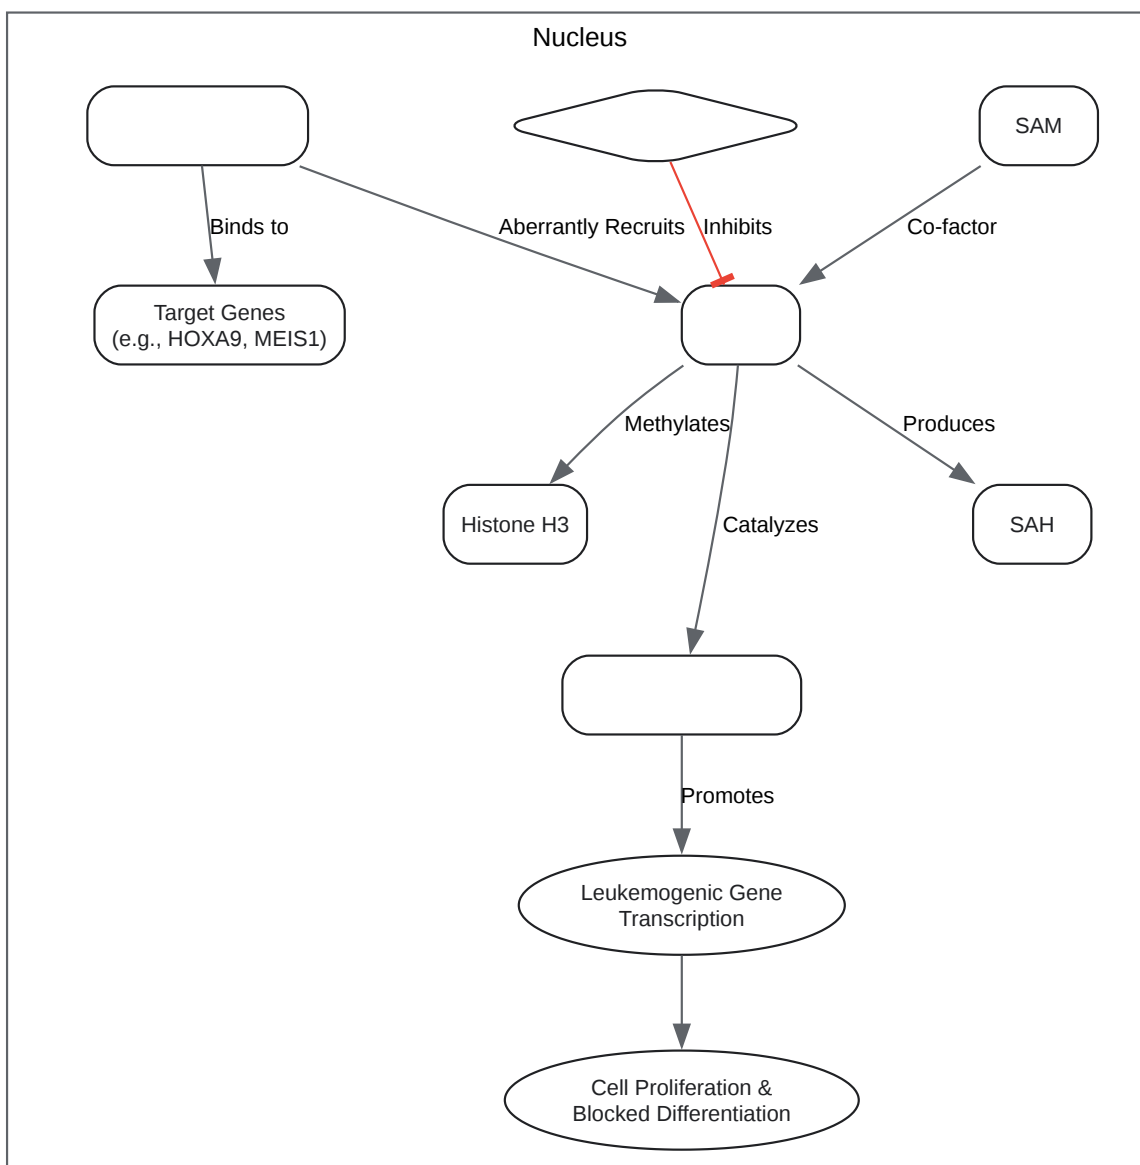 Nucleus
SAM
Binds to
Aberrantly Recruits
Inhibits
Co-factor
Target Genes
(e.g., HOXA9, MEIS1)
Methylates
Produces
Histone H3
Catalyzes
SAH
Promotes
Leukemogenic Gene
Transcription
Cell Proliferation &
Blocked Differentiation